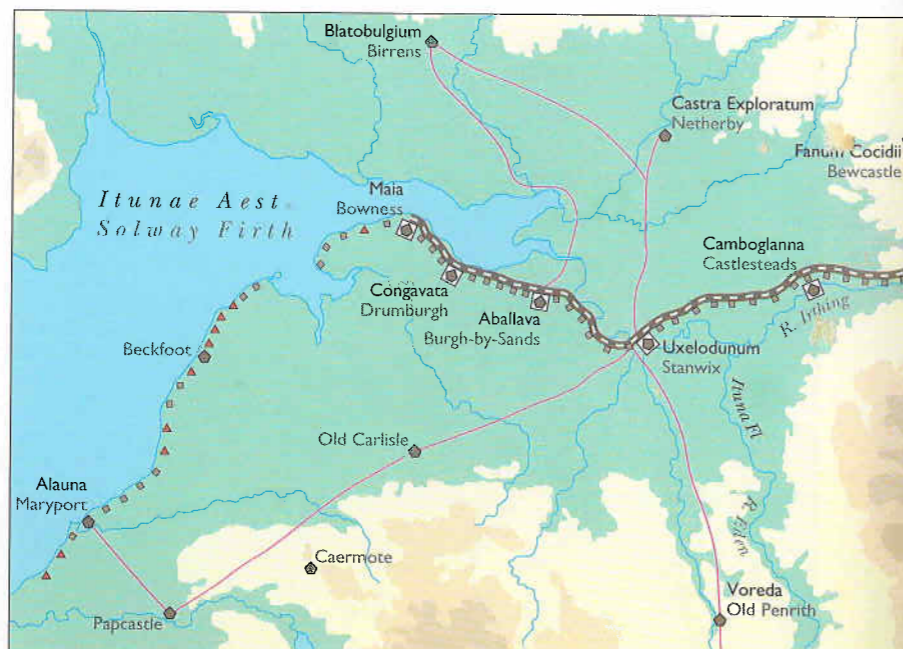 Blatobulgium
Birrens
Castra Exploratum
Netherby
Fanum Cocidii
Bewcastle
Itunae Aest
Solway Firth
Maia
Bowness
Camboglanna
Castlesteads
Congavata
Drumburgh
Aballava
Burgh-by-Sands
R. Irthing
Beckfoot
Uxelodunum
Stanwix
Ituna Fl
Old Carlisle
Alauna
Maryport
R. Ellen
Caermote
Voreda
Old Penrith
Papcastle